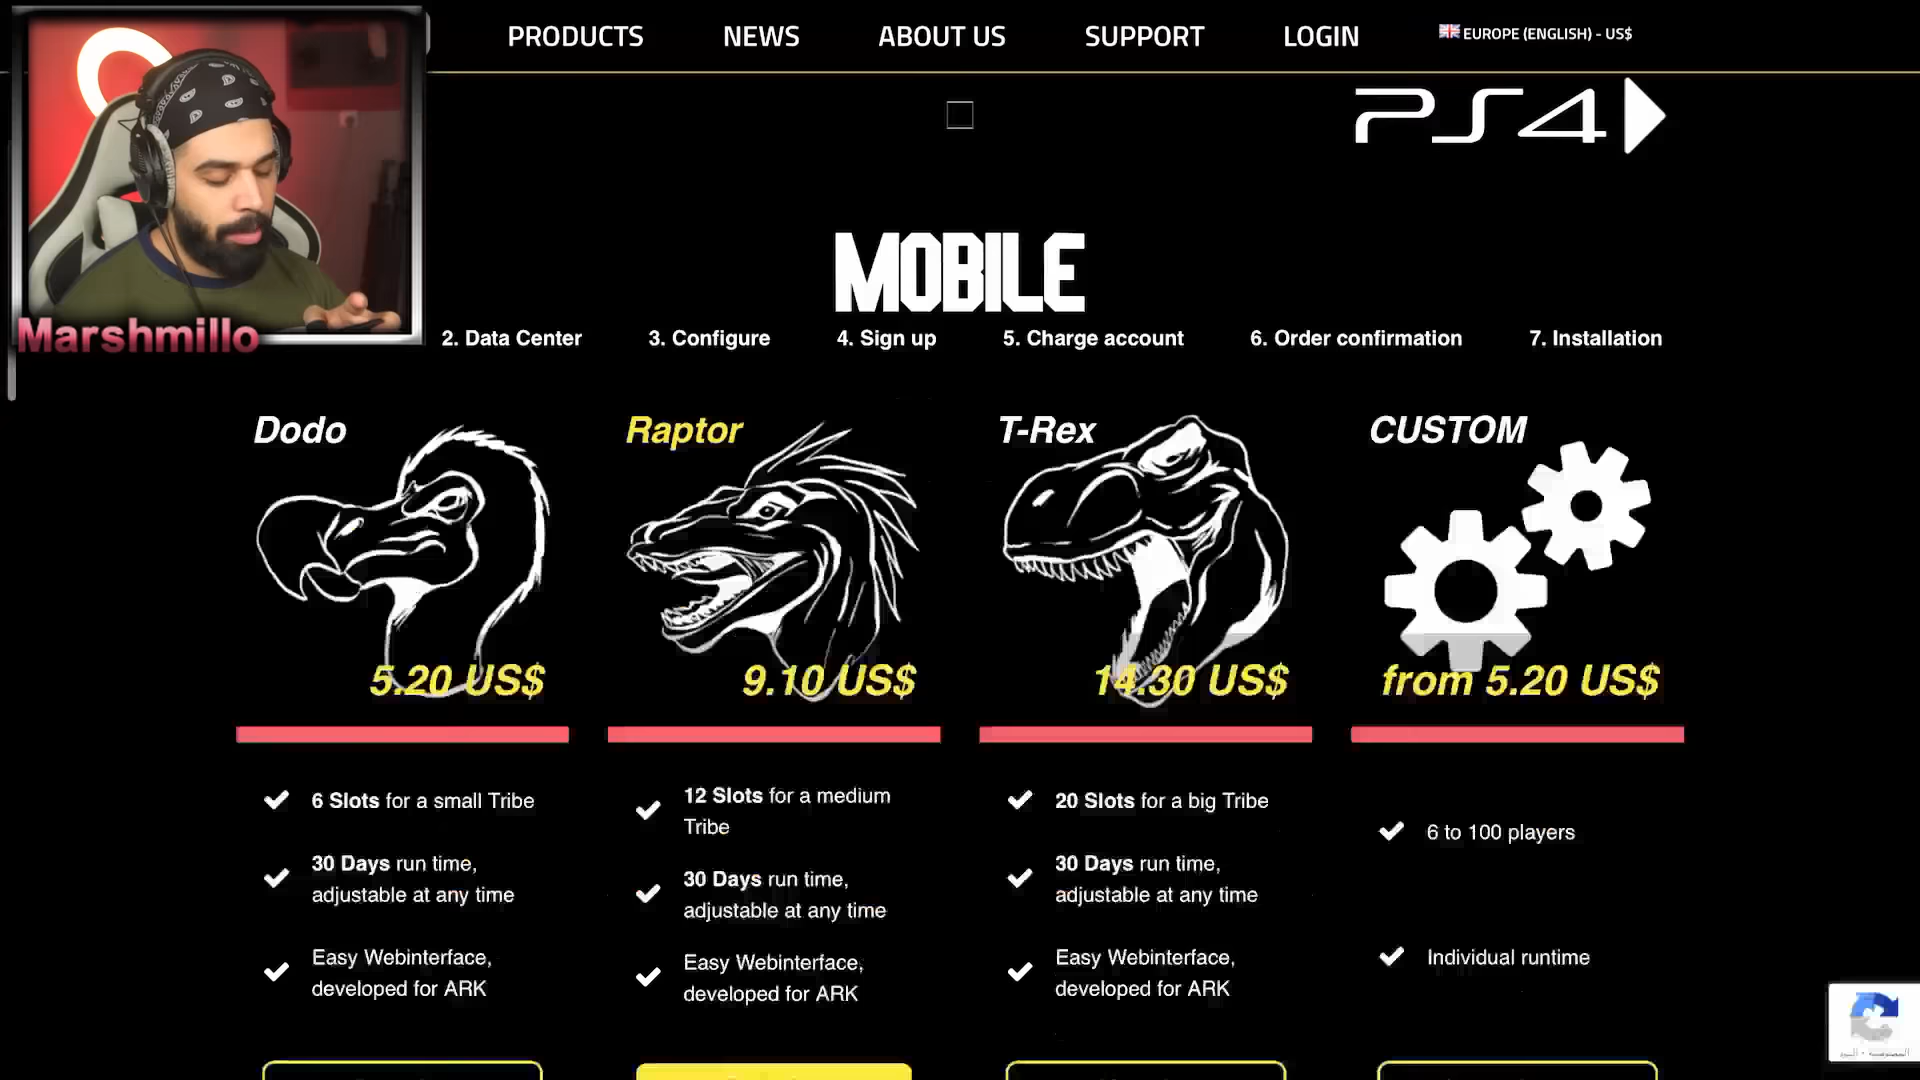 PRODUCTS
NEWS
ABOUT US
SUPPORT
LOGIN
EUROPE (ENGLISH) - US$
PS4
MOBILE
Marshmillo
2. Data Center
3. Configure
4. Sign up
5. Charge account
6. Order confirmation
7. Installation
Dodo
5.20 US$
6 Slots for a small Tribe
30 Days run time,
adjustable at any time
Easy Webinterface,
developed for ARK
Raptor
9.10 US$
12 Slots for a medium
Tribe
30 Days run time,
adjustable at any time
Easy Webinterface,
developed for ARK
T-Rex
14.30 US$
20 Slots for a big Tribe
30 Days run time,
adjustable at any time
Easy Webinterface,
developed for ARK
CUSTOM
from 5.20 US$
6 to 100 players
Individual runtime